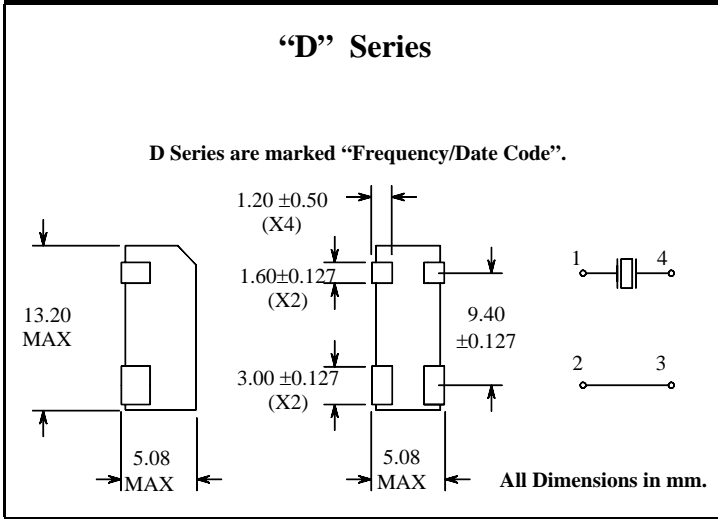 “D” Series
D Series are marked “Frequency/Date Code”.
1.20 ±0.50
(X4)
1.60±0.127
(X2)
13.20
MAX
9.40
±0.127
3.00 ±0.127
(X2)
1
4
2
3
5.08
MAX
5.08
MAX
All Dimensions in mm.